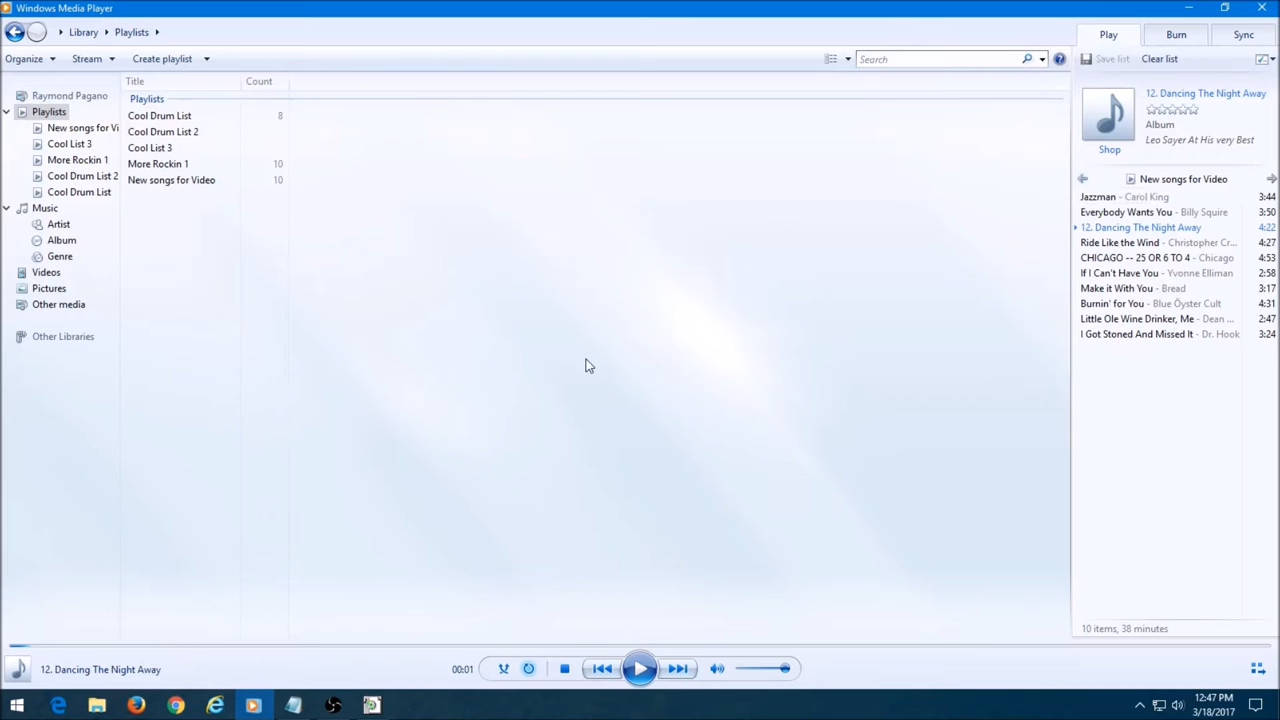 Windows Media Player
Library Playlists
Play Burn Sync
Organize Stream Create playlist
Search
Save list Clear list
Title Count
Raymond Pagano
Playlists
New songs for Vi
Cool List 3
More Rockin 1
Cool Drum List 2
Cool Drum List
Music
Artist
Album
Genre
Videos
Pictures
Other media
Other Libraries
Playlists
Cool Drum List 8
Cool Drum List 2
Cool List 3
More Rockin 1 10
New songs for Video 10
12. Dancing The Night Away
Album
Leo Sayer At His very Best
Shop
New songs for Video
Jazzman - Carol King 3:44
Everybody Wants You - Billy Squire 3:50
12. Dancing The Night Away 4:22
Ride Like the Wind - Christopher Cr... 4:27
CHICAGO -- 25 OR 6 TO 4 - Chicago 4:53
If I Can't Have You - Yvonne Elliman 2:58
Make it With You - Bread 3:17
Burnin' for You - Blue Öyster Cult 4:31
Little Ole Wine Drinker, Me - Dean ... 2:47
I Got Stoned And Missed It - Dr. Hook 3:24
10 items, 38 minutes
12. Dancing The Night Away 00:01
12:47 PM
3/18/2017